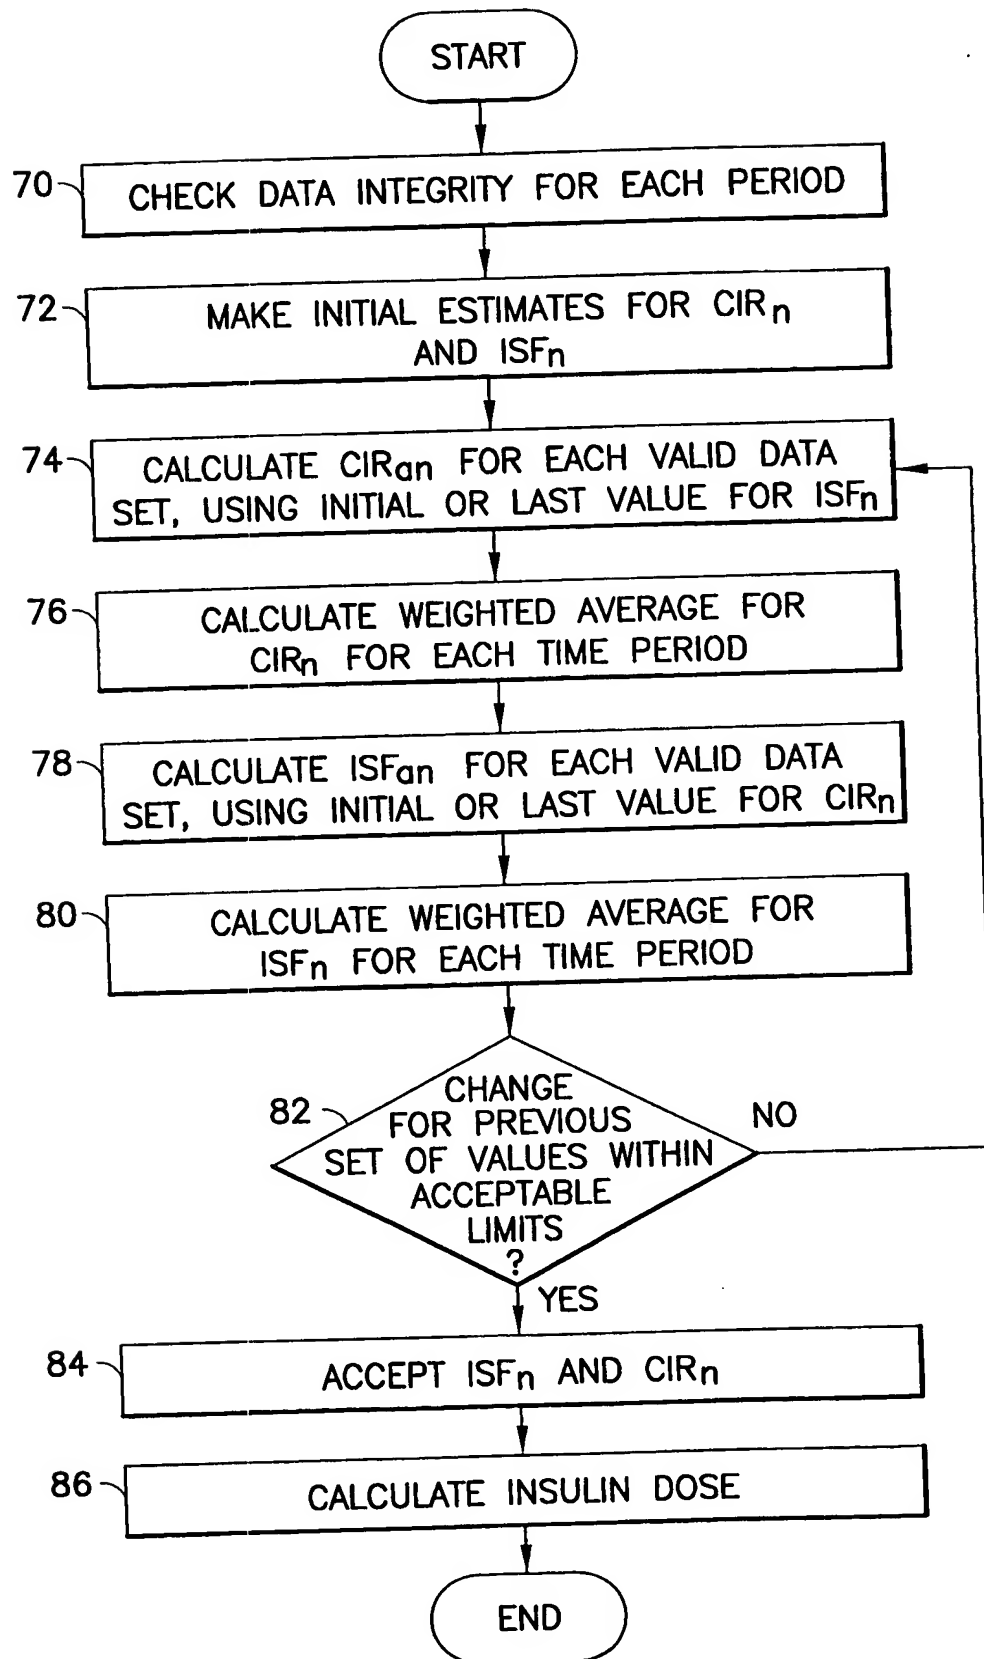 START
70
CHECK DATA INTEGRITY FOR EACH PERIOD
72
MAKE INITIAL ESTIMATES FOR CIRn
AND ISFn
74
CALCULATE CIRan FOR EACH VALID DATA
SET, USING INITIAL OR LAST VALUE FOR ISFn
76
CALCULATE WEIGHTED AVERAGE FOR
CIRn FOR EACH TIME PERIOD
78
CALCULATE ISFan FOR EACH VALID DATA
SET, USING INITIAL OR LAST VALUE FOR CIRn
80
CALCULATE WEIGHTED AVERAGE FOR
ISFn FOR EACH TIME PERIOD
82
CHANGE
FOR PREVIOUS
SET OF VALUES WITHIN
ACCEPTABLE
LIMITS
?
NO
YES
84
ACCEPT ISFn AND CIRn
86
CALCULATE INSULIN DOSE
END